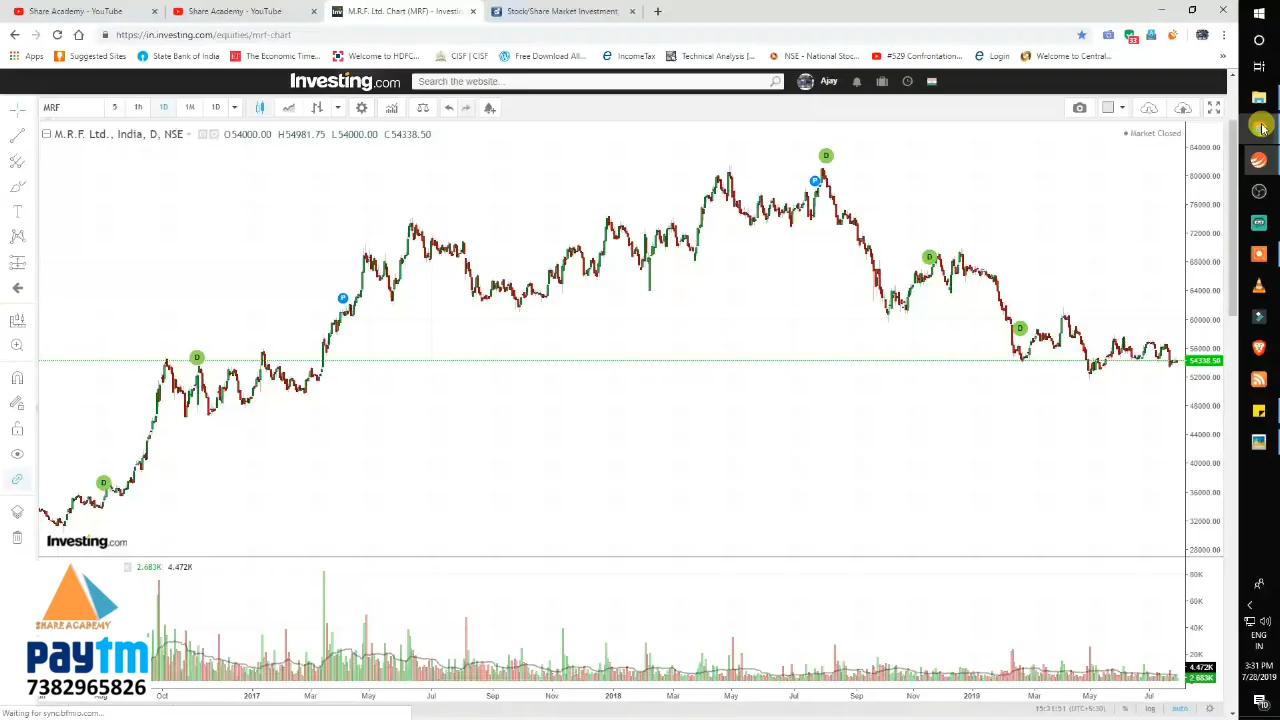 Share Academy - YouTube
Share Academy - YouTube
M.R.F. Ltd. Chart (MRF) - Investing
Stock/Share Market Investment,
https://in.investing.com/equities/mrf-chart
Apps
Suggested Sites
State Bank of India
The Economic Time...
Welcome to HDFC...
CISF | CISF
Free Download All...
IncomeTax
Technical Analysis [...
NSE - National Stoc...
#S29 Confrontation...
Login
Welcome to Central...
Investing.com
Search the website...
Ajay
MRF
5
1h
1D
1M
1D
M.R.F. Ltd., India, D, NSE
O54000.00 H54981.75 L54000.00 C54338.50
Market Closed
84000.00
80000.00
76000.00
72000.00
68000.00
64000.00
60000.00
56000.00
54338.50
52000.00
48000.00
44000.00
40000.00
36000.00
32000.00
28000.00
D
P
D
P
D
D
D
Investing.com
2.683K 4.472K
80K
60K
40K
20K
4.472K
2.683K
SHARE ACADEMY
paytm
7382965826
Oct
2017
Mar
May
Jul
Sep
Nov
2018
Mar
May
Jul
Sep
Nov
2019
Mar
May
Jul
15:31:51 (UTC+5:30)
%
log
auto
Waiting for sync.bfmio.com...
ENG
IN
3:31 PM
7/28/2019